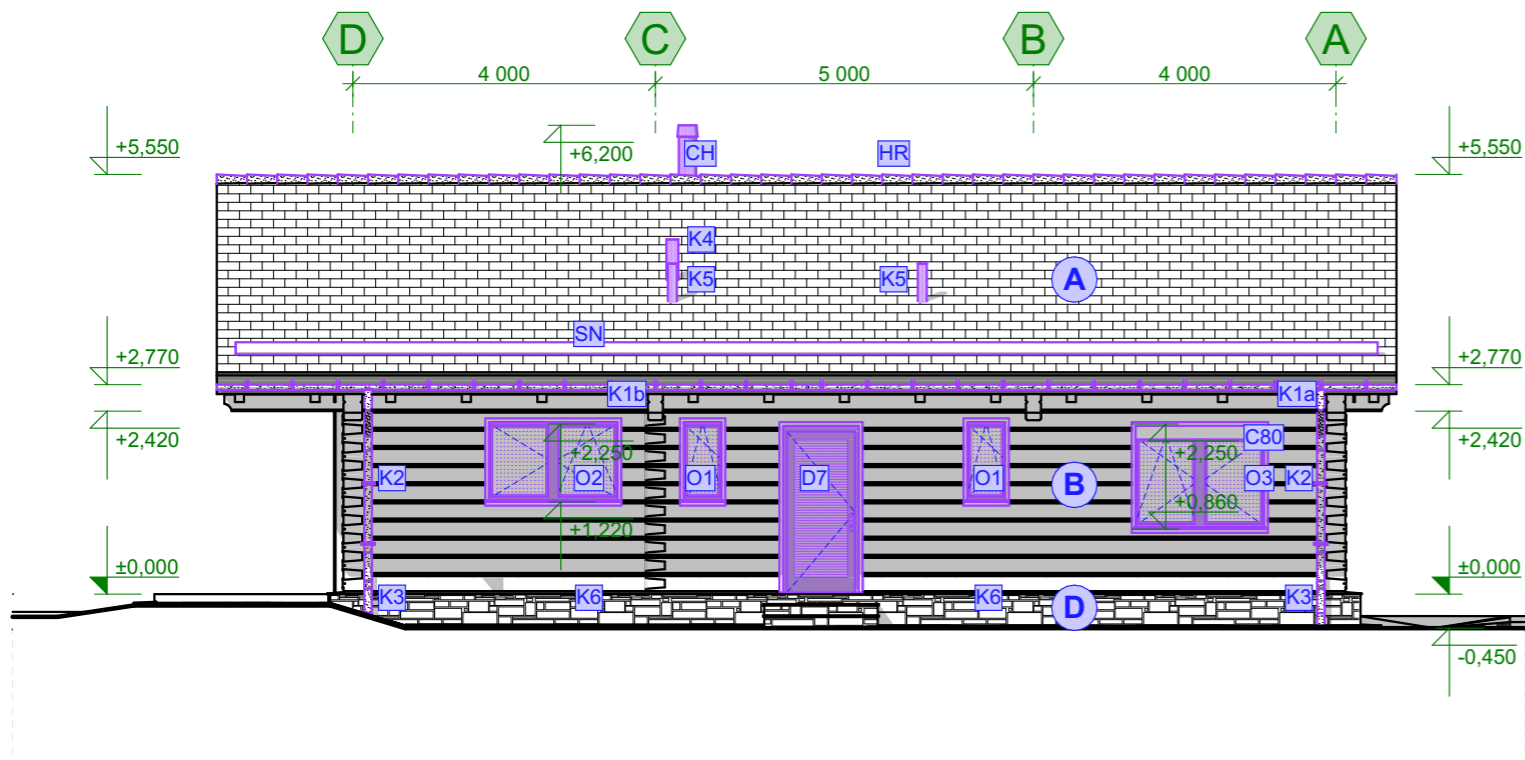 D C B A
4 000 5 000 4 000
+5,550 +6,200 CH HR +5,550
K4
K5 K5 A
SN
+2,770 +2,770
K1b K1a
+2,420 +2,420
C80
+2,250 +2,250
K2 O2 O1 D7 O1 B O3 K2
+0,860
+1,220
±0,000 ±0,000
K3 K6 K6 D K3
-0,450